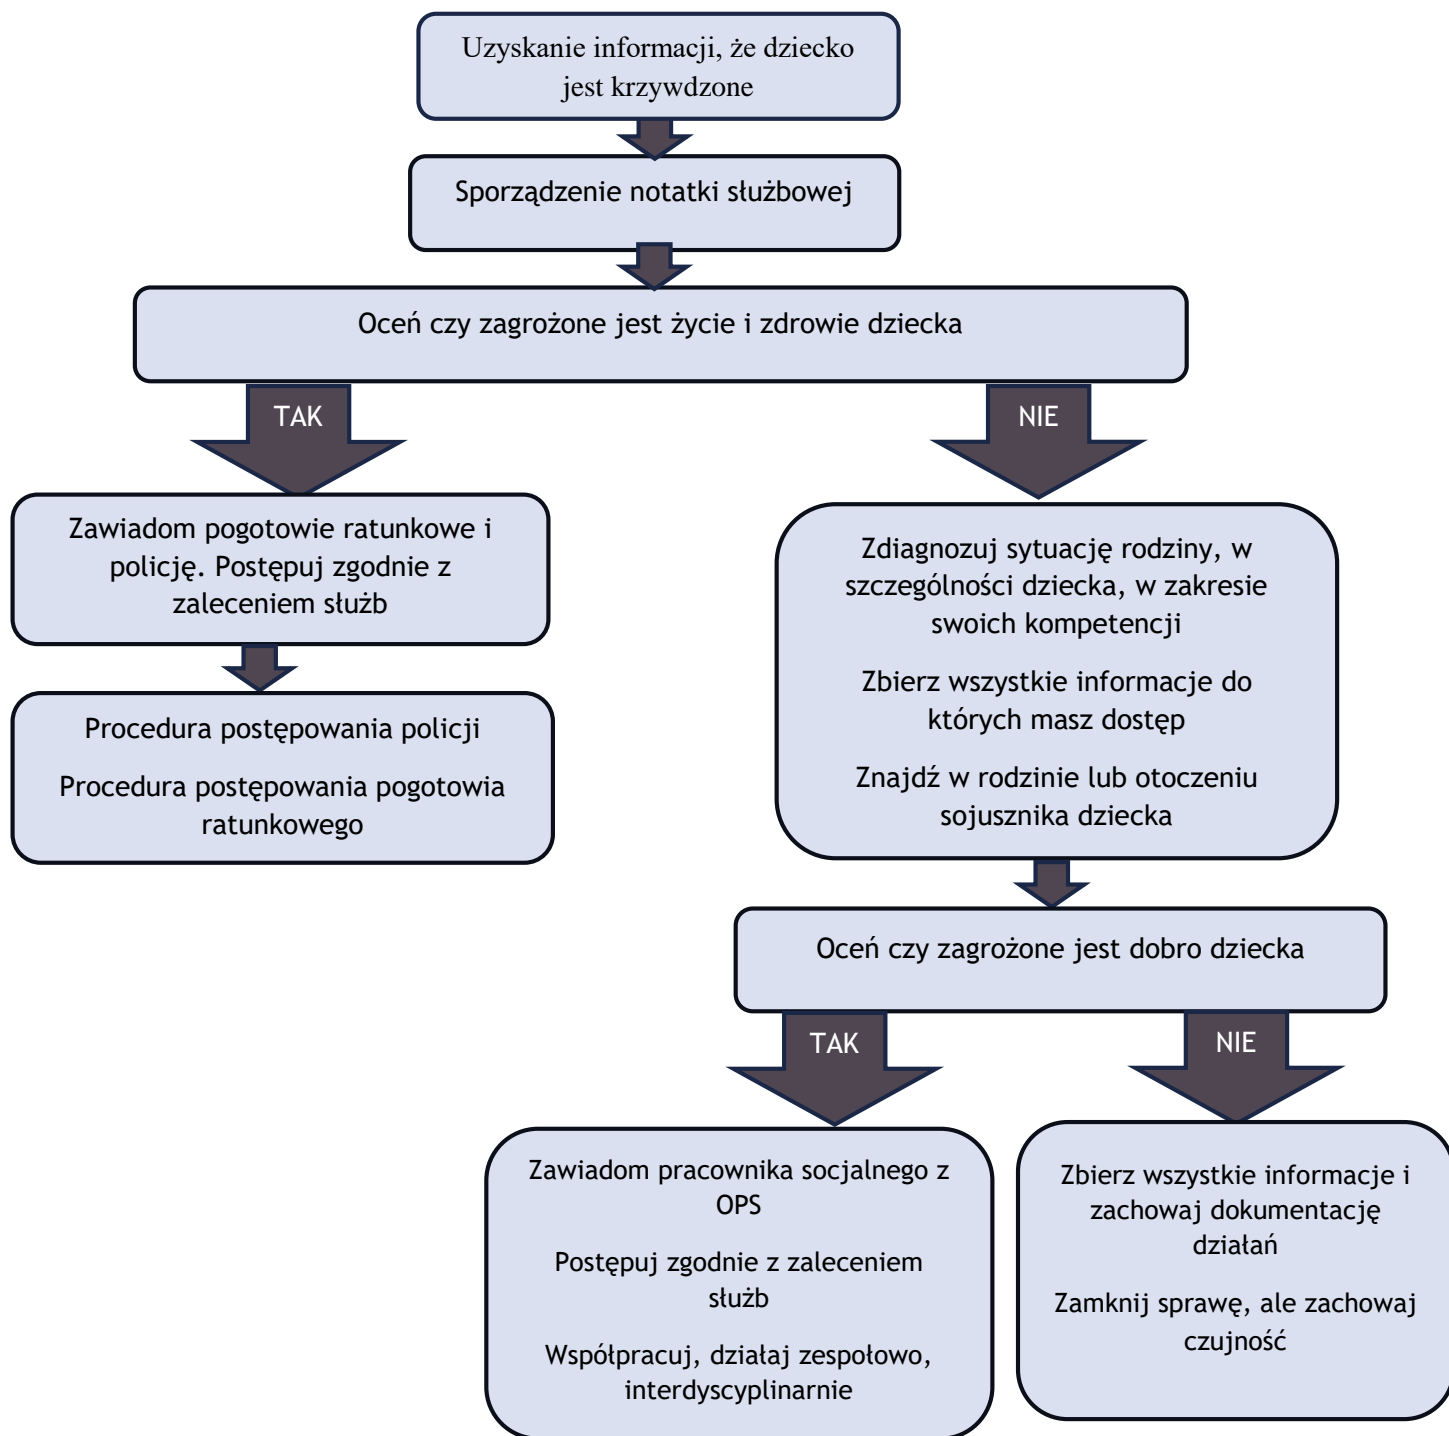 Uzyskanie informacji, że dziecko
jest krzywdzone
Sporządzenie notatki służbowej
Oceń czy zagrożone jest życie i zdrowie dziecka
TAK
NIE
Zawiadom pogotowie ratunkowe i
policję. Postępuj zgodnie z
zaleceniem służb
Procedura postępowania policji
Procedura postępowania pogotowia
ratunkowego
Zdiagnozuj sytuację rodziny, w
szczególności dziecka, w zakresie
swoich kompetencji
Zbierz wszystkie informacje do
których masz dostęp
Znajdź w rodzinie lub otoczeniu
sojusznika dziecka
Oceń czy zagrożone jest dobro dziecka
TAK
NIE
Zawiadom pracownika socjalnego z
OPS
Postępuj zgodnie z zaleceniem
służb
Współpracuj, działaj zespołowo,
interdyscyplinarnie
Zbierz wszystkie informacje i
zachowaj dokumentację
działań
Zamknij sprawę, ale zachowaj
czujność